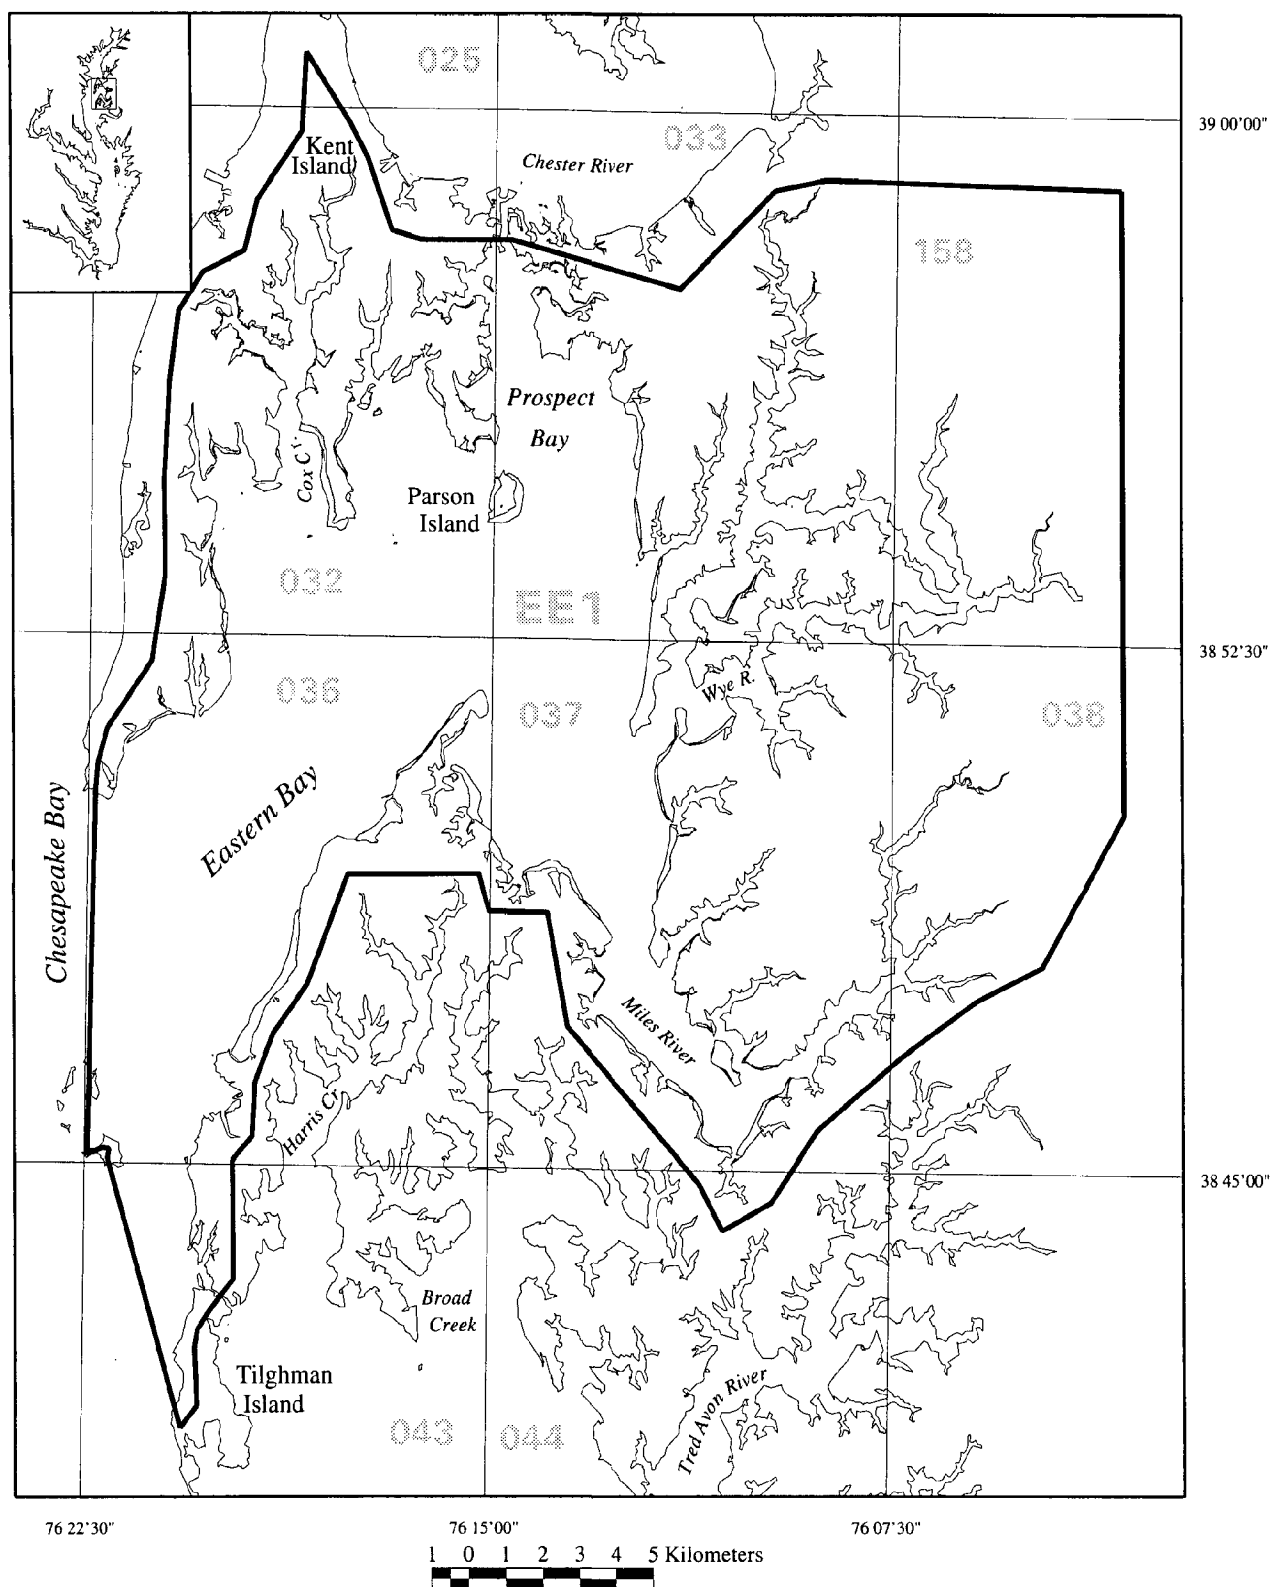 025
39 00'00"
033
Kent
Island
Chester River
158
Prospect
Bay
Cox Cr.
Parson
Island
032
EE1
38 52'30"
036
Wye R.
037
038
Eastern Bay
Chesapeake Bay
Miles River
Harris Cr.
38 45'00"
Broad
Creek
Tilghman
Island
Tred Avon River
043
044
76 22'30"
76 15'00"
76 07'30"
1 0 1 2 3 4 5 Kilometers